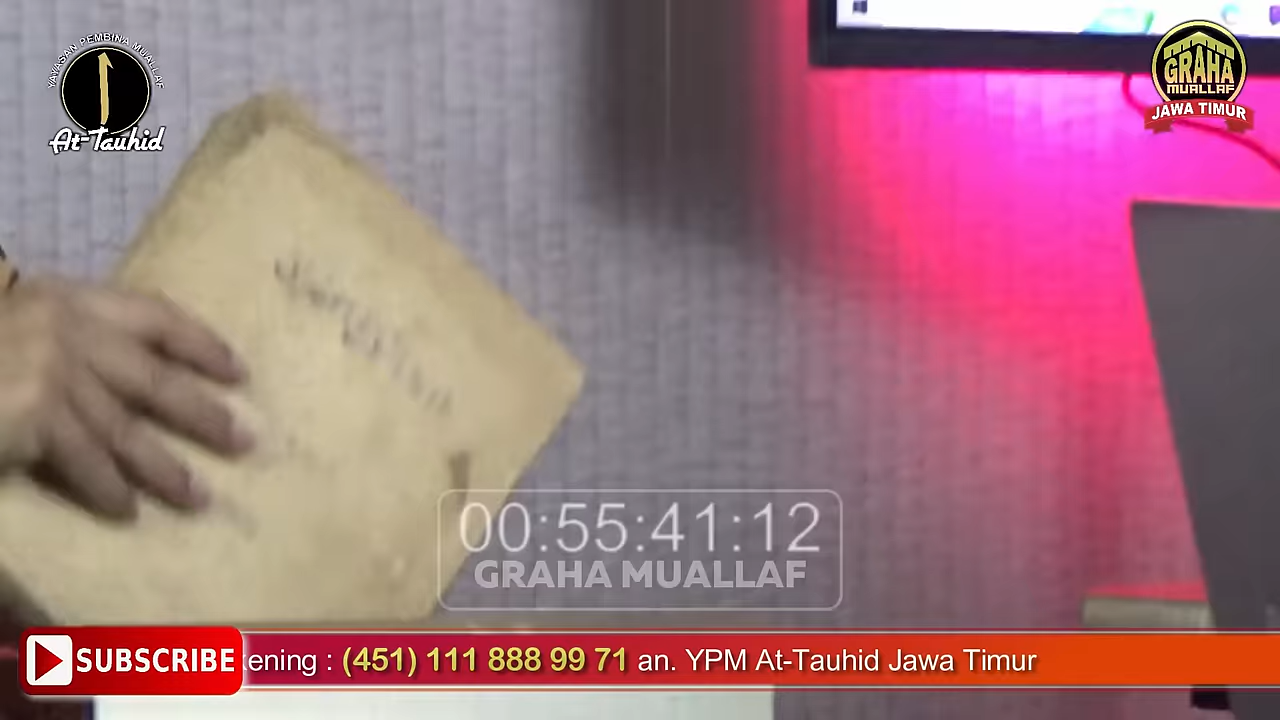 YAYASAN PEMBINA MUALLAF
At-Tauhid
GRAHA
MUALLAF
JAWA TIMUR
00:55:41:12
GRAHA MUALLAF
SUBSCRIBE
ening : (451) 111 888 99 71 an. YPM At-Tauhid Jawa Timur